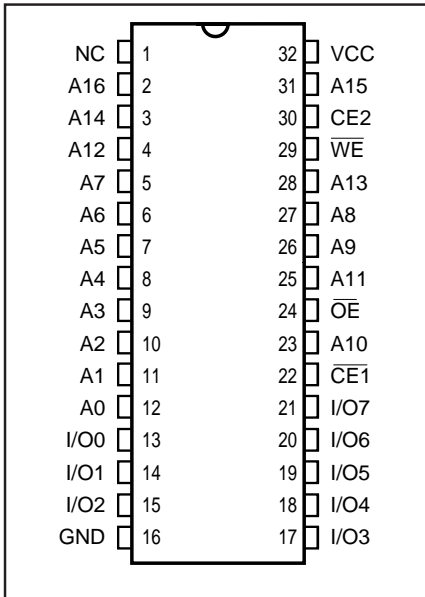 NC 1 32 VCC
A16 2 31 A15
A14 3 30 CE2
A12 4 29 W̅E̅
A7 5 28 A13
A6 6 27 A8
A5 7 26 A9
A4 8 25 A11
A3 9 24 O̅E̅
A2 10 23 A10
A1 11 22 C̅E̅1̅
A0 12 21 I/O7
I/O0 13 20 I/O6
I/O1 14 19 I/O5
I/O2 15 18 I/O4
GND 16 17 I/O3